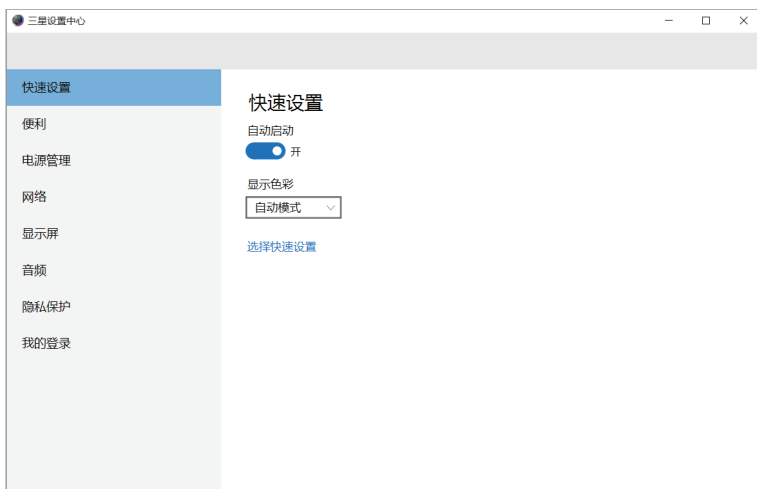 三星设置中心
快速设置
便利
电源管理
网络
显示屏
音频
隐私保护
我的登录
快速设置
自动启动
开
显示色彩
自动模式
选择快速设置